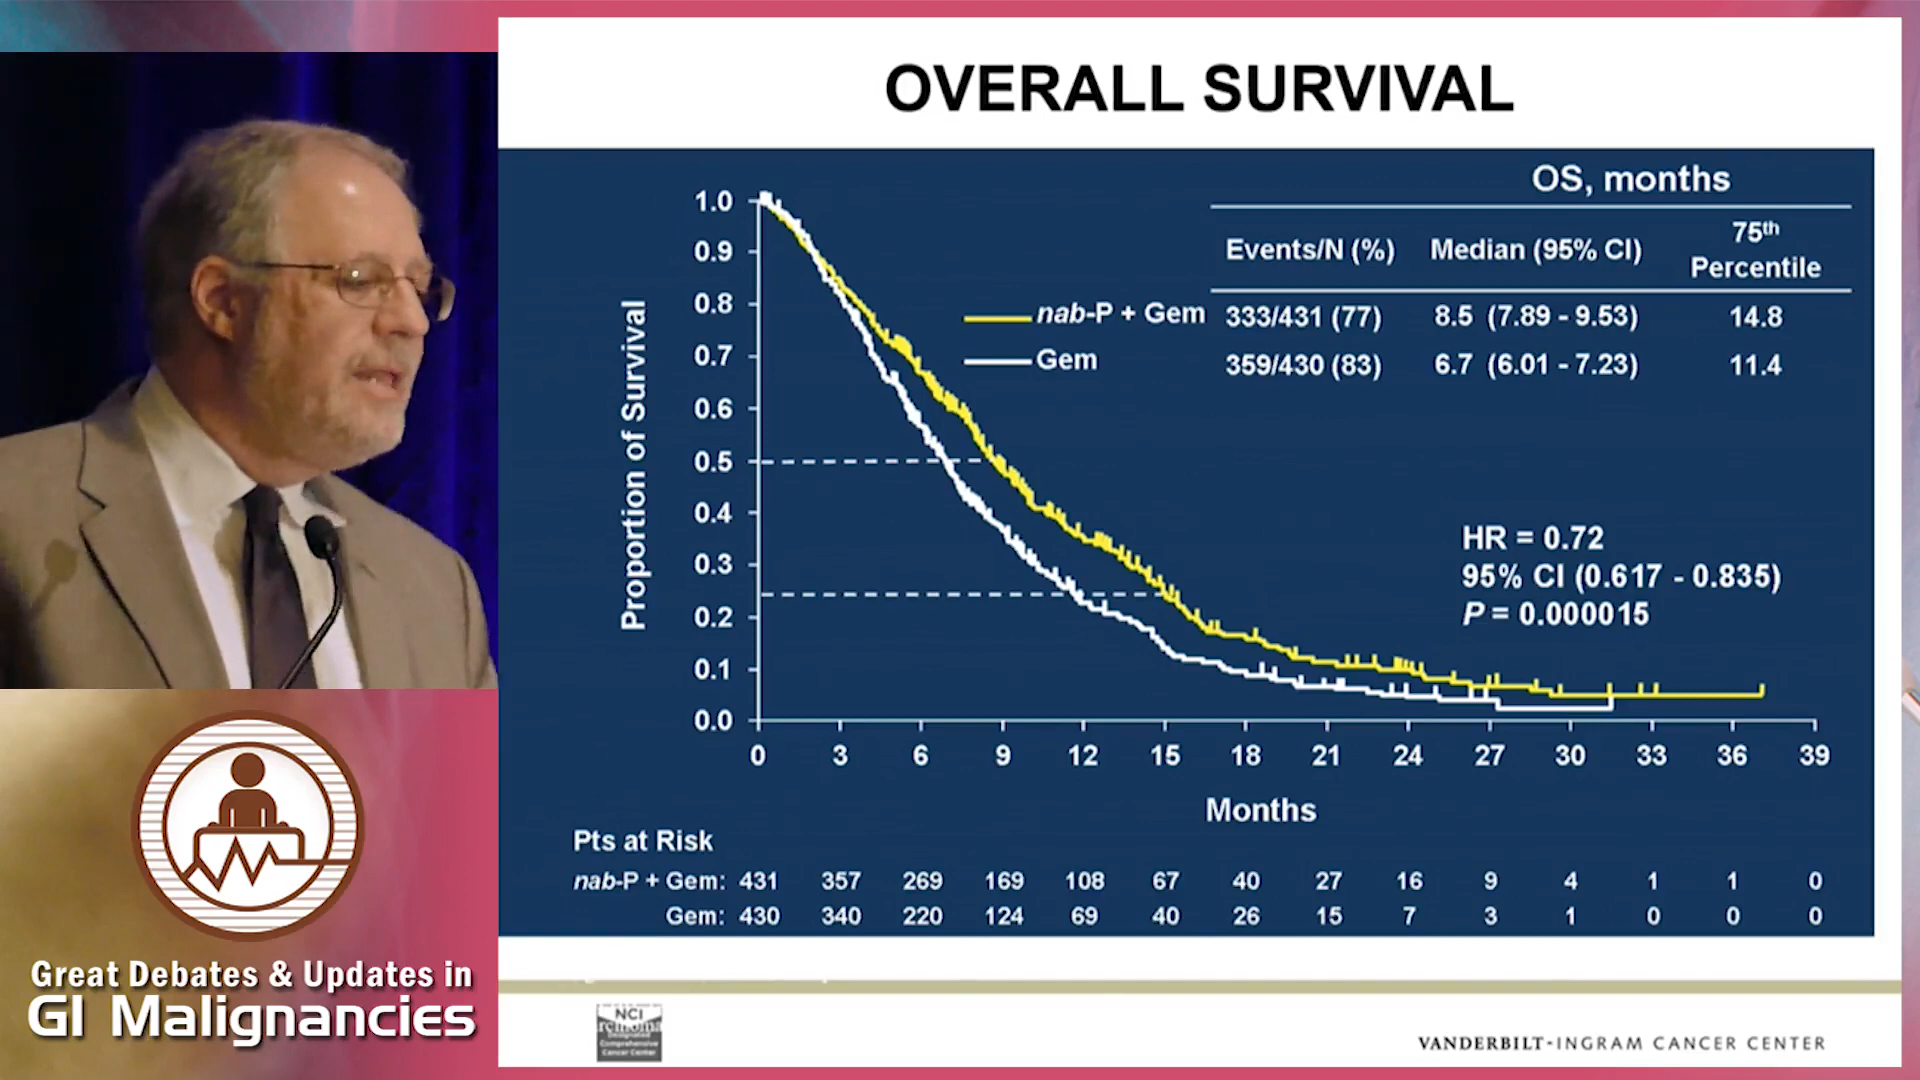 OVERALL SURVIVAL
OS, months
Events/N (%) Median (95% CI) 75th Percentile
nab-P + Gem 333/431 (77) 8.5 (7.89 - 9.53) 14.8
Gem 359/430 (83) 6.7 (6.01 - 7.23) 11.4
Proportion of Survival
1.0
0.9
0.8
0.7
0.6
0.5
0.4
0.3
0.2
0.1
0.0
HR = 0.72
95% CI (0.617 - 0.835)
P = 0.000015
0 3 6 9 12 15 18 21 24 27 30 33 36 39
Months
Pts at Risk
nab-P + Gem: 431 357 269 169 108 67 40 27 16 9 4 1 1 0
Gem: 430 340 220 124 69 40 26 15 7 3 1 0 0 0
Great Debates & Updates in
GI Malignancies
NCI
Designated
Comprehensive
Cancer Center
VANDERBILT-INGRAM CANCER CENTER